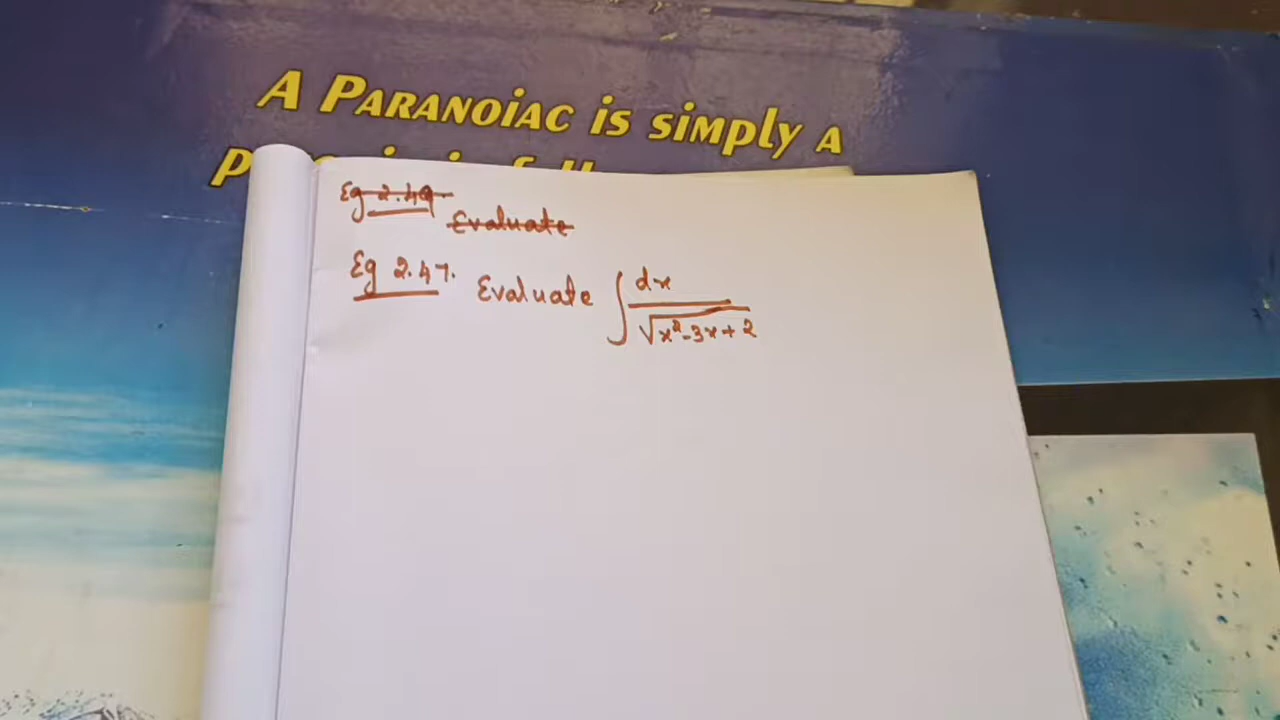 A PARANOiAC is simply a
Eg 2.49.
Evaluate
Eg 2.47. Evaluate ∫ dx / √x²-3x+2